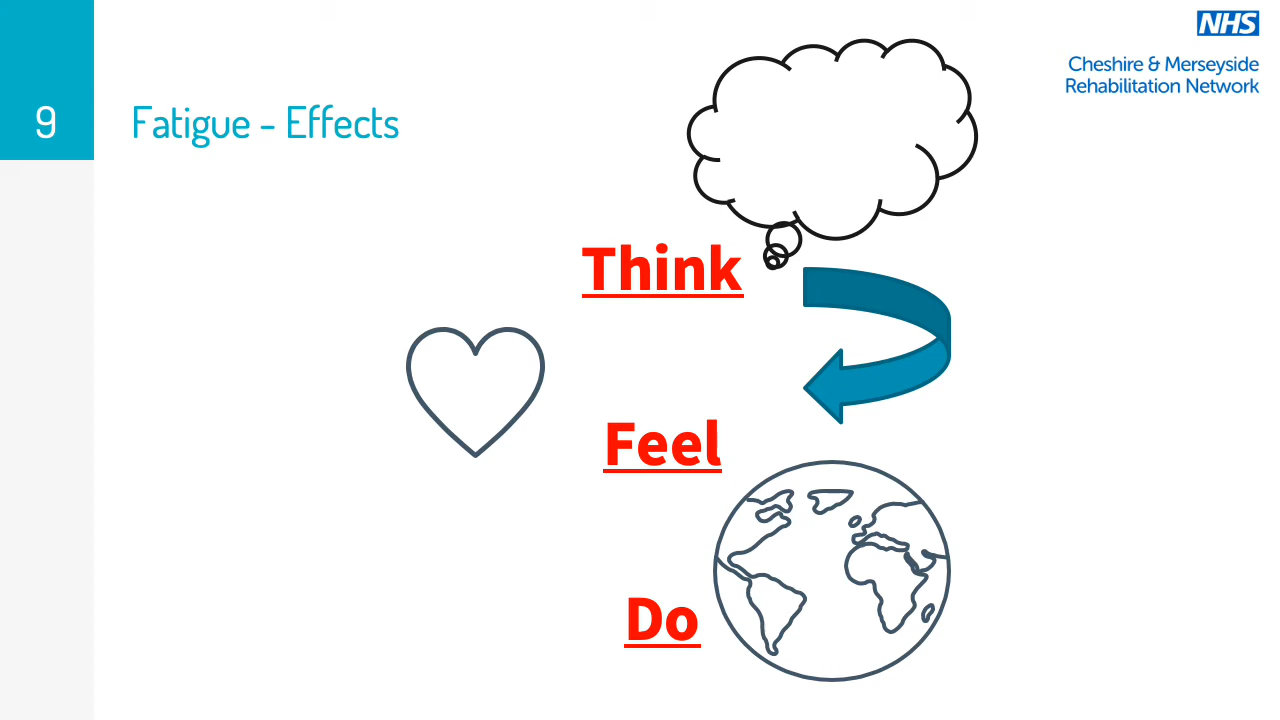 NHS
Cheshire & Merseyside
Rehabilitation Network
9
Fatigue - Effects
Think
Feel
Do